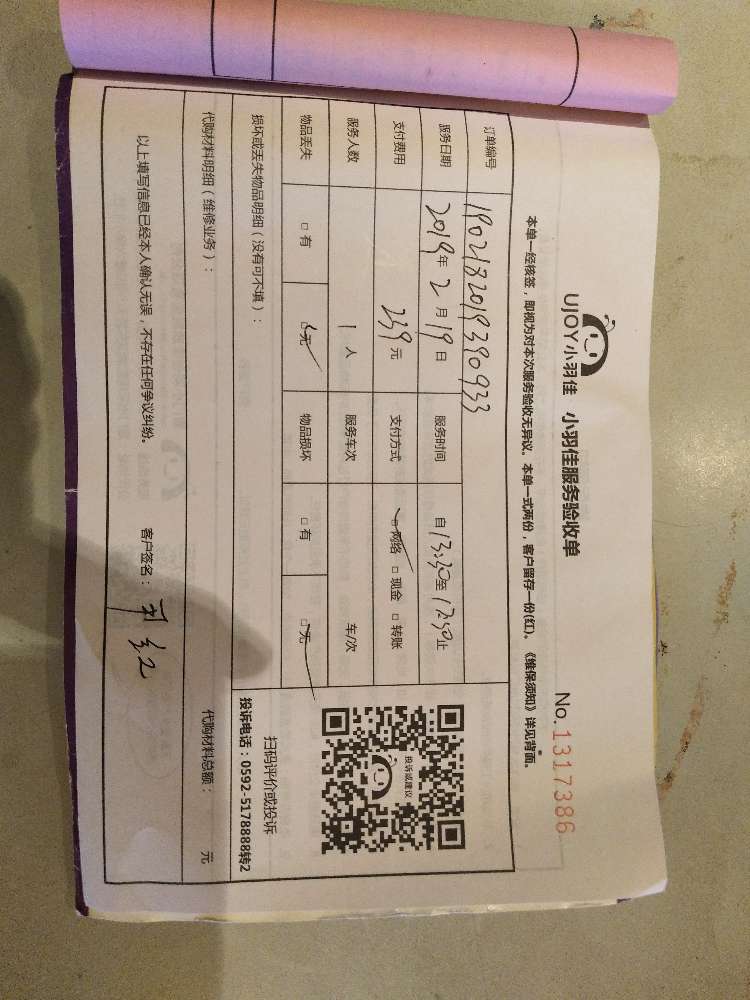 UJOY小羽佳 小羽佳服务验收单
No.1317386
本单一经核签，即视为对本次服务验收无异议。本单一式两份，客户留存一份(红)。《维保须知》详见背面。
订单编号 1902182019390933
服务日期 2019年2月19日 服务时间 自13:30至17:50止
支付费用 239元 支付方式 □网络 □现金 □转账
服务人数 1人 服务车次 车/次
物品丢失 □有 □无 物品损坏 □有 □无
投诉或建议
扫码评价或投诉
损坏或丢失物品明细（没有可不填）：
投诉电话：0592-5178888转2
代购材料明细（维修业务）：
代购材料总额： 元
以上填写信息已经本人确认无误，不存在任何争议纠纷。 客户签名：